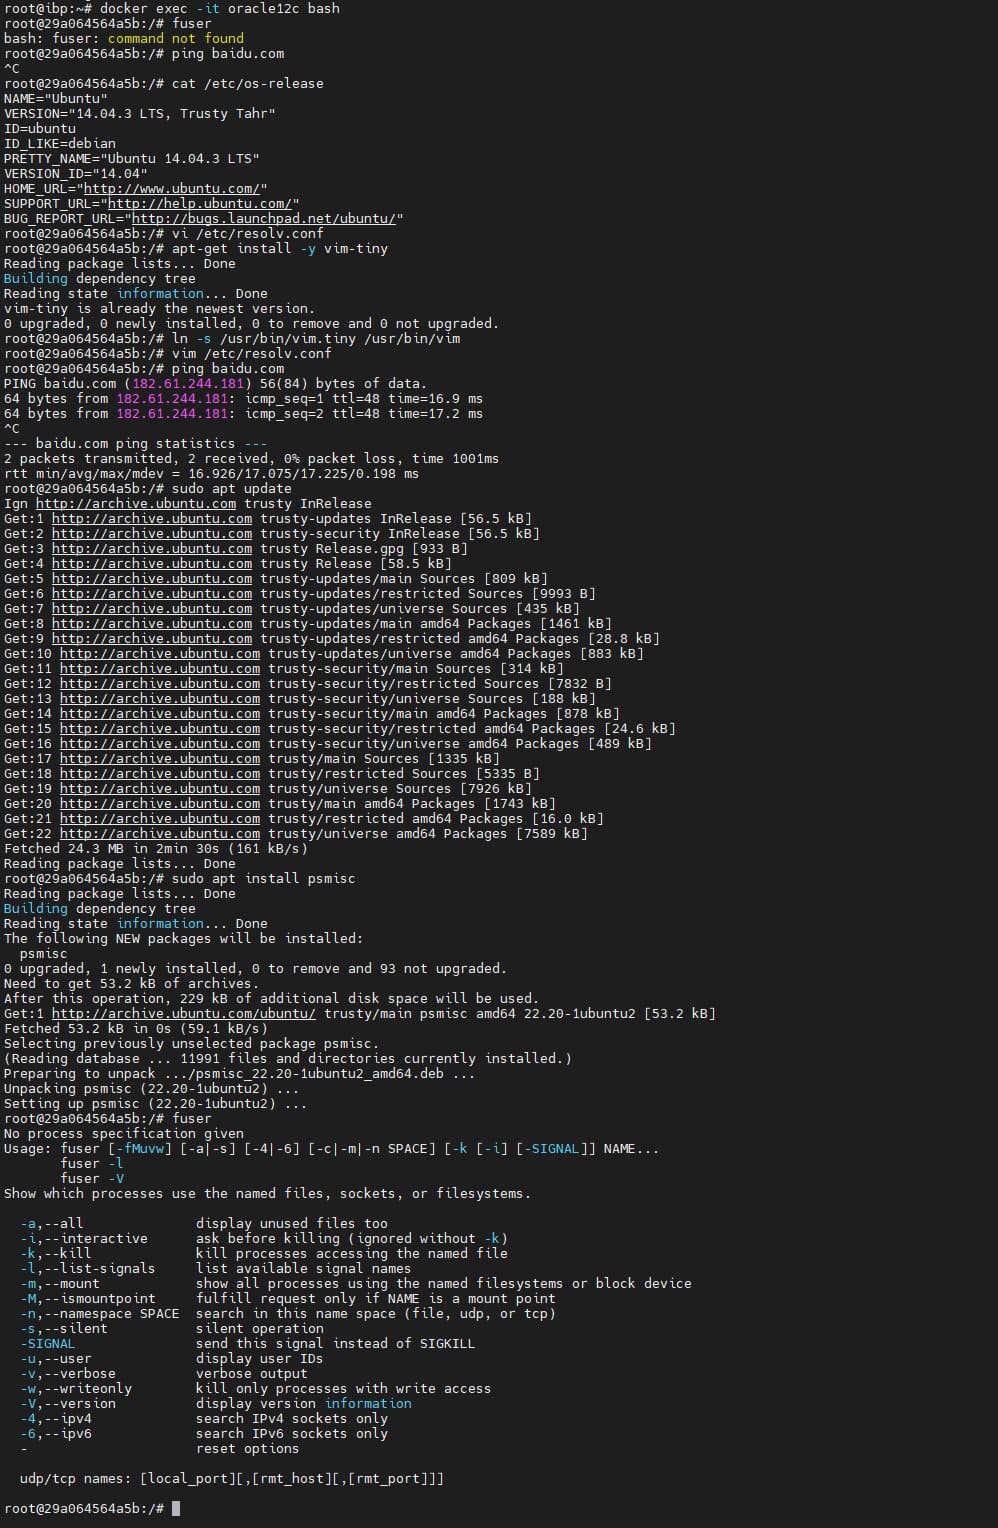 root@ibp:~# docker exec -it oracle12c bash
root@29a064564a5b:/# fuser
bash: fuser: command not found
root@29a064564a5b:/# ping baidu.com
^C
root@29a064564a5b:/# cat /etc/os-release
NAME="Ubuntu"
VERSION="14.04.3 LTS, Trusty Tahr"
ID=ubuntu
ID_LIKE=debian
PRETTY_NAME="Ubuntu 14.04.3 LTS"
VERSION_ID="14.04"
HOME_URL="http://www.ubuntu.com/"
SUPPORT_URL="http://help.ubuntu.com/"
BUG_REPORT_URL="http://bugs.launchpad.net/ubuntu/"
root@29a064564a5b:/# vi /etc/resolv.conf
root@29a064564a5b:/# apt-get install -y vim-tiny
Reading package lists... Done
Building dependency tree
Reading state information... Done
vim-tiny is already the newest version.
0 upgraded, 0 newly installed, 0 to remove and 0 not upgraded.
root@29a064564a5b:/# ln -s /usr/bin/vim.tiny /usr/bin/vim
root@29a064564a5b:/# vim /etc/resolv.conf
root@29a064564a5b:/# ping baidu.com
PING baidu.com (182.61.244.181) 56(84) bytes of data.
64 bytes from 182.61.244.181: icmp_seq=1 ttl=48 time=16.9 ms
64 bytes from 182.61.244.181: icmp_seq=2 ttl=48 time=17.2 ms
^C
--- baidu.com ping statistics ---
2 packets transmitted, 2 received, 0% packet loss, time 1001ms
rtt min/avg/max/mdev = 16.926/17.075/17.225/0.198 ms
root@29a064564a5b:/# sudo apt update
Ign http://archive.ubuntu.com trusty InRelease
Get:1 http://archive.ubuntu.com trusty-updates InRelease [56.5 kB]
Get:2 http://archive.ubuntu.com trusty-security InRelease [56.5 kB]
Get:3 http://archive.ubuntu.com trusty Release.gpg [933 B]
Get:4 http://archive.ubuntu.com trusty Release [58.5 kB]
Get:5 http://archive.ubuntu.com trusty-updates/main Sources [809 kB]
Get:6 http://archive.ubuntu.com trusty-updates/restricted Sources [9993 B]
Get:7 http://archive.ubuntu.com trusty-updates/universe Sources [435 kB]
Get:8 http://archive.ubuntu.com trusty-updates/main amd64 Packages [1461 kB]
Get:9 http://archive.ubuntu.com trusty-updates/restricted amd64 Packages [28.8 kB]
Get:10 http://archive.ubuntu.com trusty-updates/universe amd64 Packages [883 kB]
Get:11 http://archive.ubuntu.com trusty-security/main Sources [314 kB]
Get:12 http://archive.ubuntu.com trusty-security/restricted Sources [7832 B]
Get:13 http://archive.ubuntu.com trusty-security/universe Sources [188 kB]
Get:14 http://archive.ubuntu.com trusty-security/main amd64 Packages [878 kB]
Get:15 http://archive.ubuntu.com trusty-security/restricted amd64 Packages [24.6 kB]
Get:16 http://archive.ubuntu.com trusty-security/universe amd64 Packages [489 kB]
Get:17 http://archive.ubuntu.com trusty/main Sources [1335 kB]
Get:18 http://archive.ubuntu.com trusty/restricted Sources [5335 B]
Get:19 http://archive.ubuntu.com trusty/universe Sources [7926 kB]
Get:20 http://archive.ubuntu.com trusty/main amd64 Packages [1743 kB]
Get:21 http://archive.ubuntu.com trusty/restricted amd64 Packages [16.0 kB]
Get:22 http://archive.ubuntu.com trusty/universe amd64 Packages [7589 kB]
Fetched 24.3 MB in 2min 30s (161 kB/s)
Reading package lists... Done
root@29a064564a5b:/# sudo apt install psmisc
Reading package lists... Done
Building dependency tree
Reading state information... Done
The following NEW packages will be installed:
  psmisc
0 upgraded, 1 newly installed, 0 to remove and 93 not upgraded.
Need to get 53.2 kB of archives.
After this operation, 229 kB of additional disk space will be used.
Get:1 http://archive.ubuntu.com/ubuntu/ trusty/main psmisc amd64 22.20-1ubuntu2 [53.2 kB]
Fetched 53.2 kB in 0s (59.1 kB/s)
Selecting previously unselected package psmisc.
(Reading database ... 11991 files and directories currently installed.)
Preparing to unpack .../psmisc_22.20-1ubuntu2_amd64.deb ...
Unpacking psmisc (22.20-1ubuntu2) ...
Setting up psmisc (22.20-1ubuntu2) ...
root@29a064564a5b:/# fuser
No process specification given
Usage: fuser [-fMuvw] [-a|-s] [-4|-6] [-c|-m|-n SPACE] [-k [-i] [-SIGNAL]] NAME...
       fuser -l
       fuser -V
Show which processes use the named files, sockets, or filesystems.

  -a,--all              display unused files too
  -i,--interactive      ask before killing (ignored without -k)
  -k,--kill             kill processes accessing the named file
  -l,--list-signals     list available signal names
  -m,--mount            show all processes using the named filesystems or block device
  -M,--ismountpoint     fulfill request only if NAME is a mount point
  -n,--namespace SPACE  search in this name space (file, udp, or tcp)
  -s,--silent           silent operation
  -SIGNAL               send this signal instead of SIGKILL
  -u,--user             display user IDs
  -v,--verbose          verbose output
  -w,--writeonly        kill only processes with write access
  -V,--version          display version information
  -4,--ipv4             search IPv4 sockets only
  -6,--ipv6             search IPv6 sockets only
  -                     reset options

  udp/tcp names: [local_port][,[rmt_host][,[rmt_port]]]

root@29a064564a5b:/#